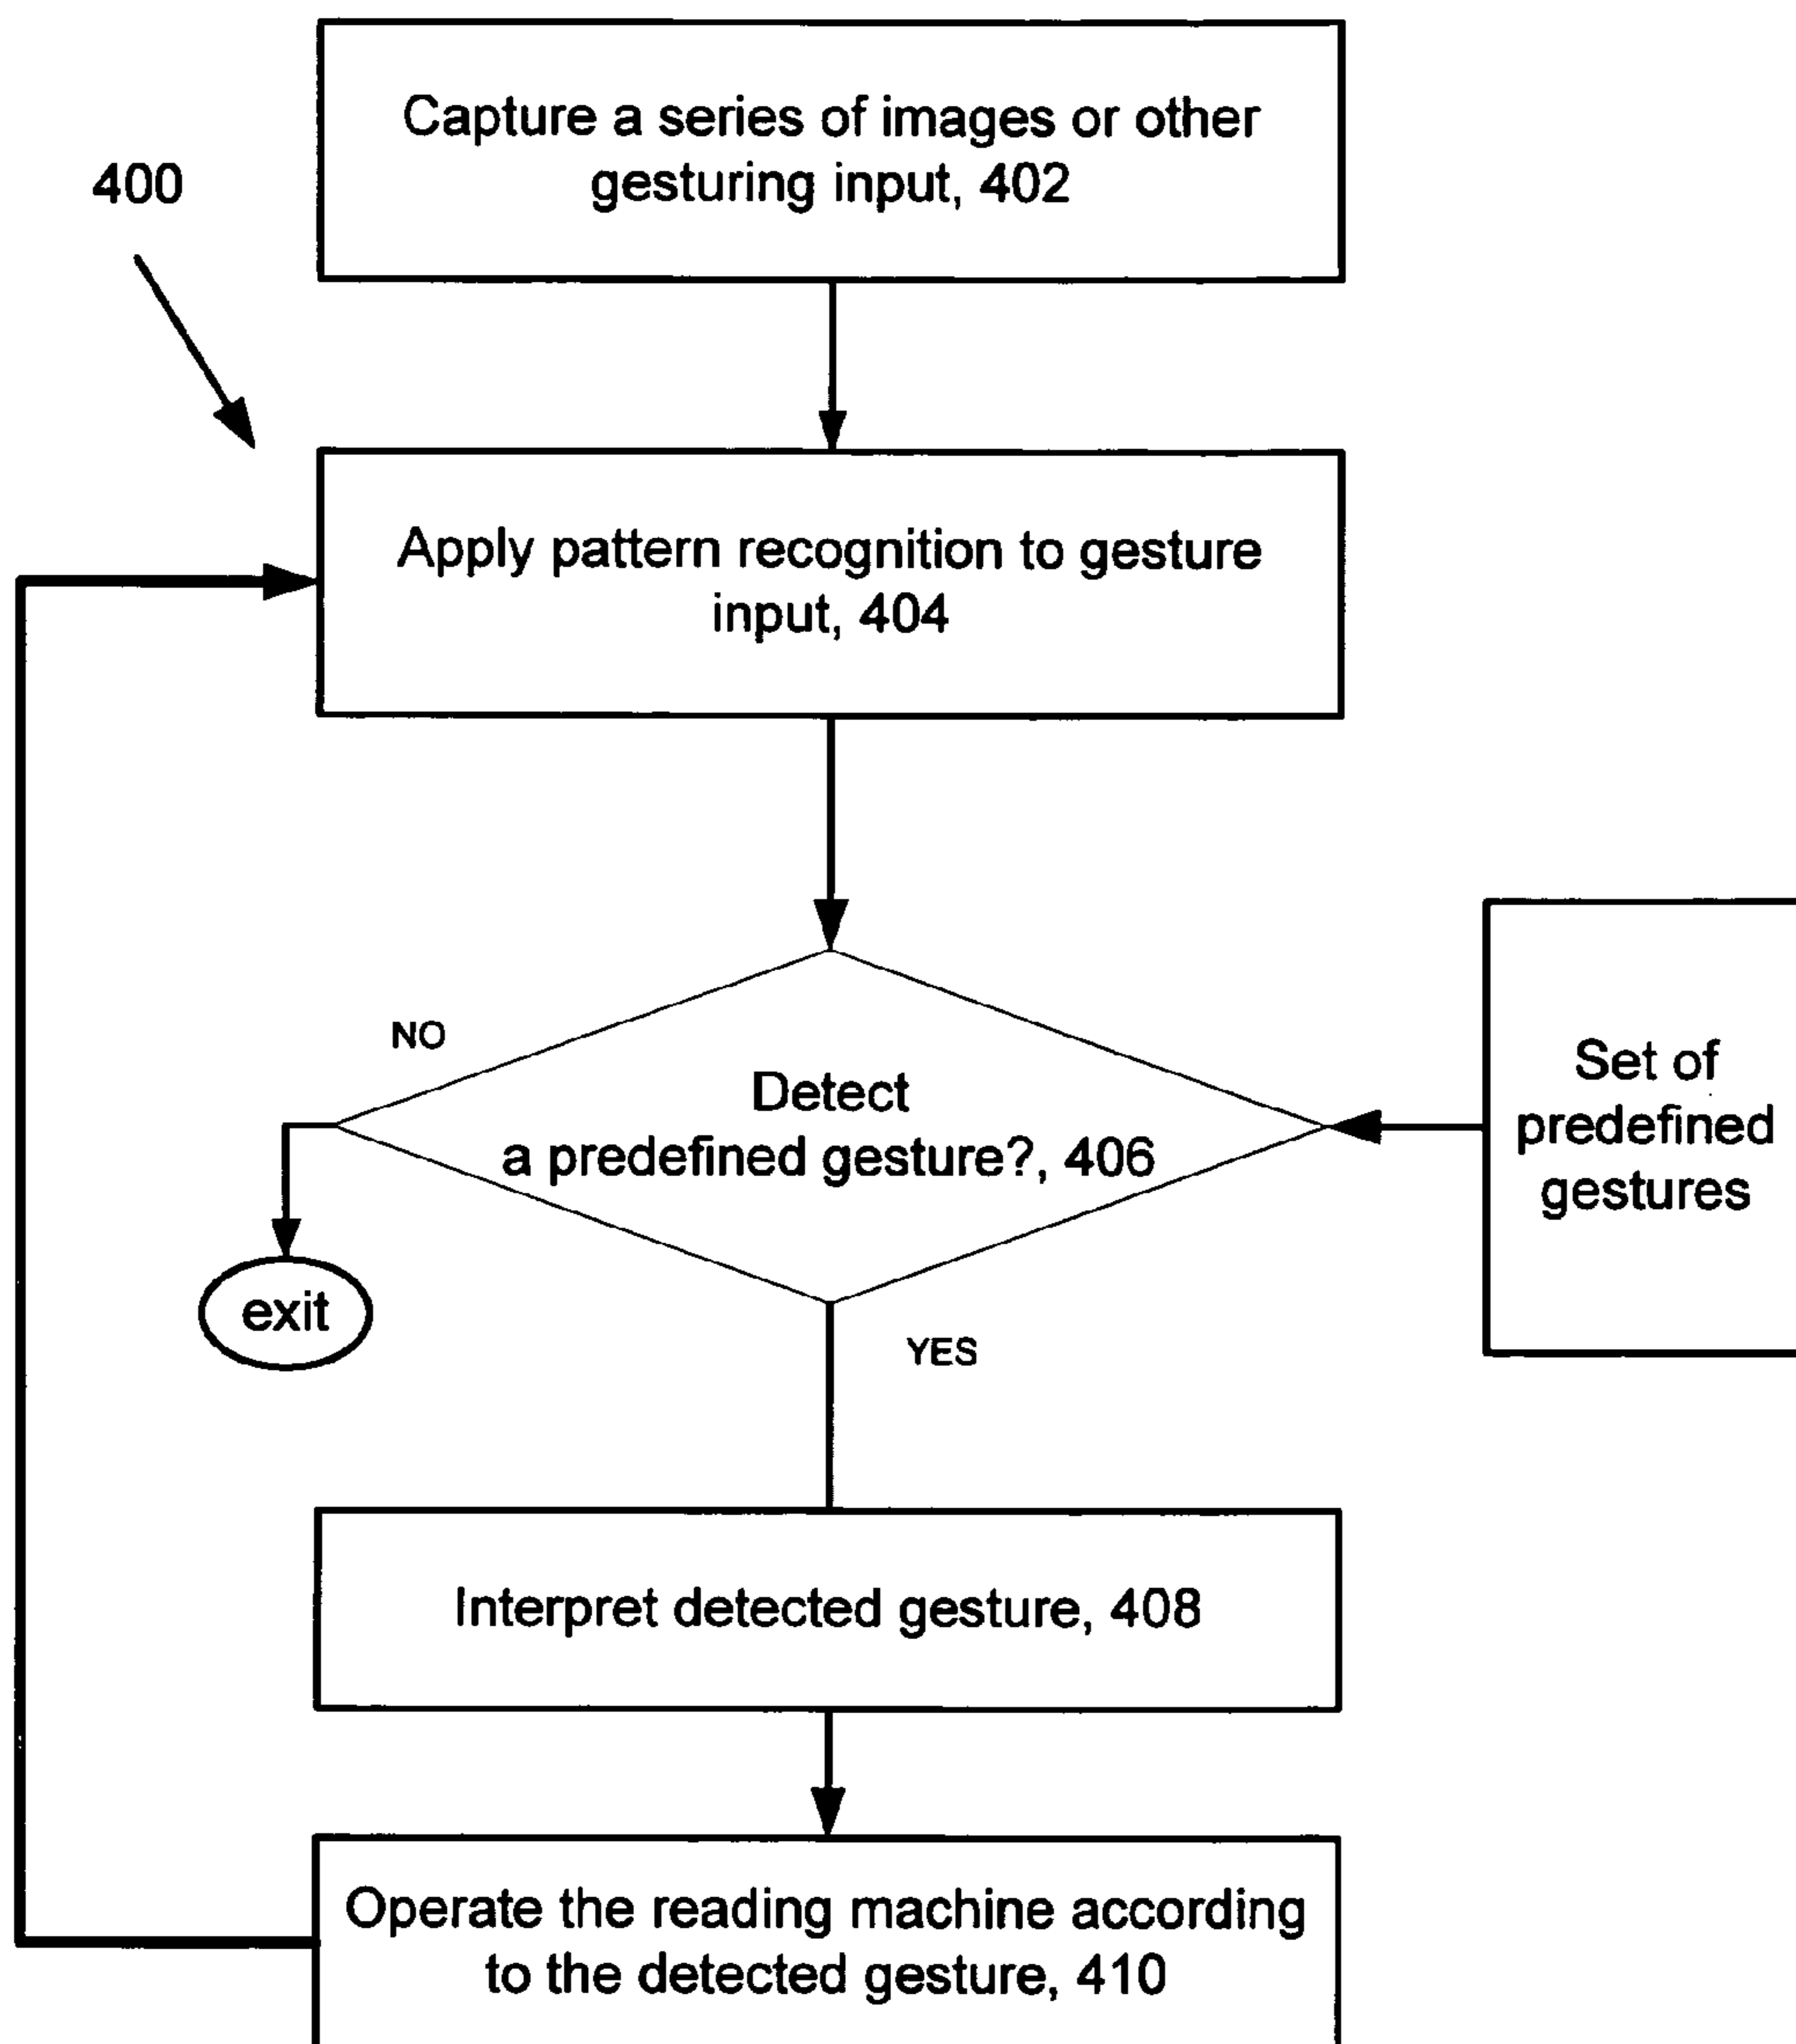 Capture a series of images or other
gesturing input, 402
400
Apply pattern recognition to gesture
input, 404
NO
Detect
a predefined gesture?, 406
Set of
predefined
gestures
exit
YES
Interpret detected gesture, 408
Operate the reading machine according
to the detected gesture, 410